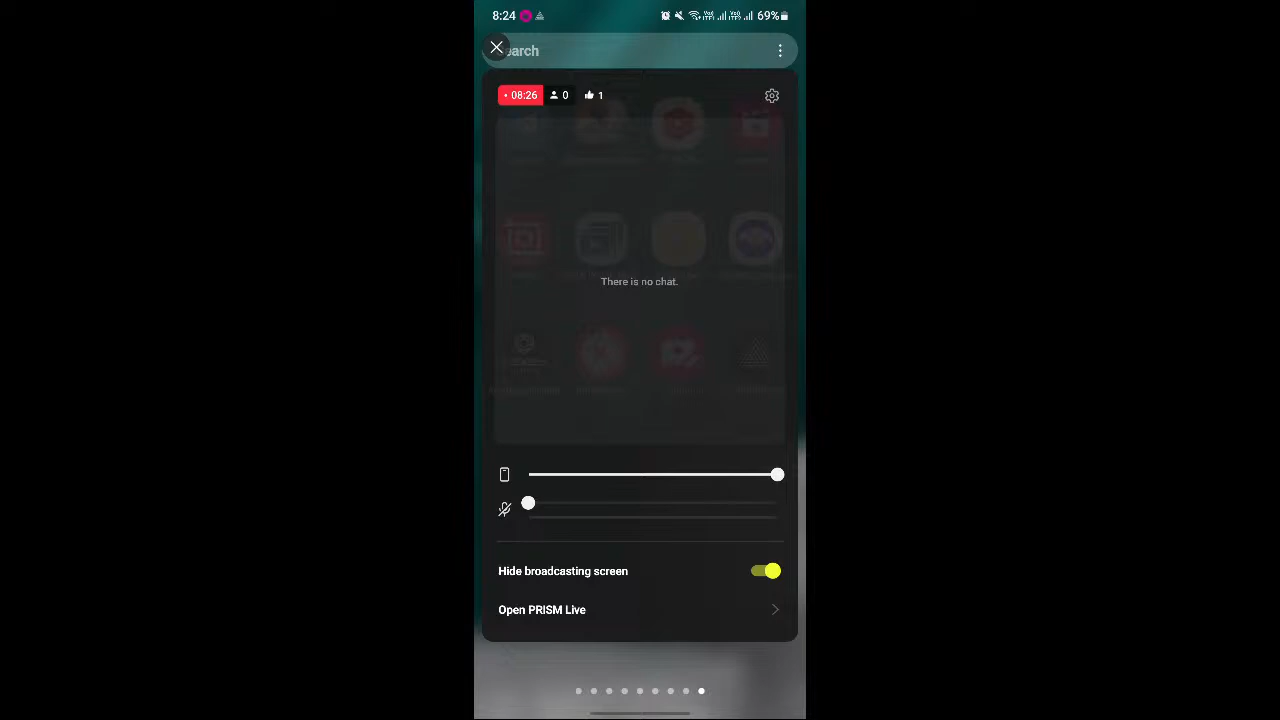 8:24
69%
earch
08:26 0 1
There is no chat.
Hide broadcasting screen
Open PRISM Live